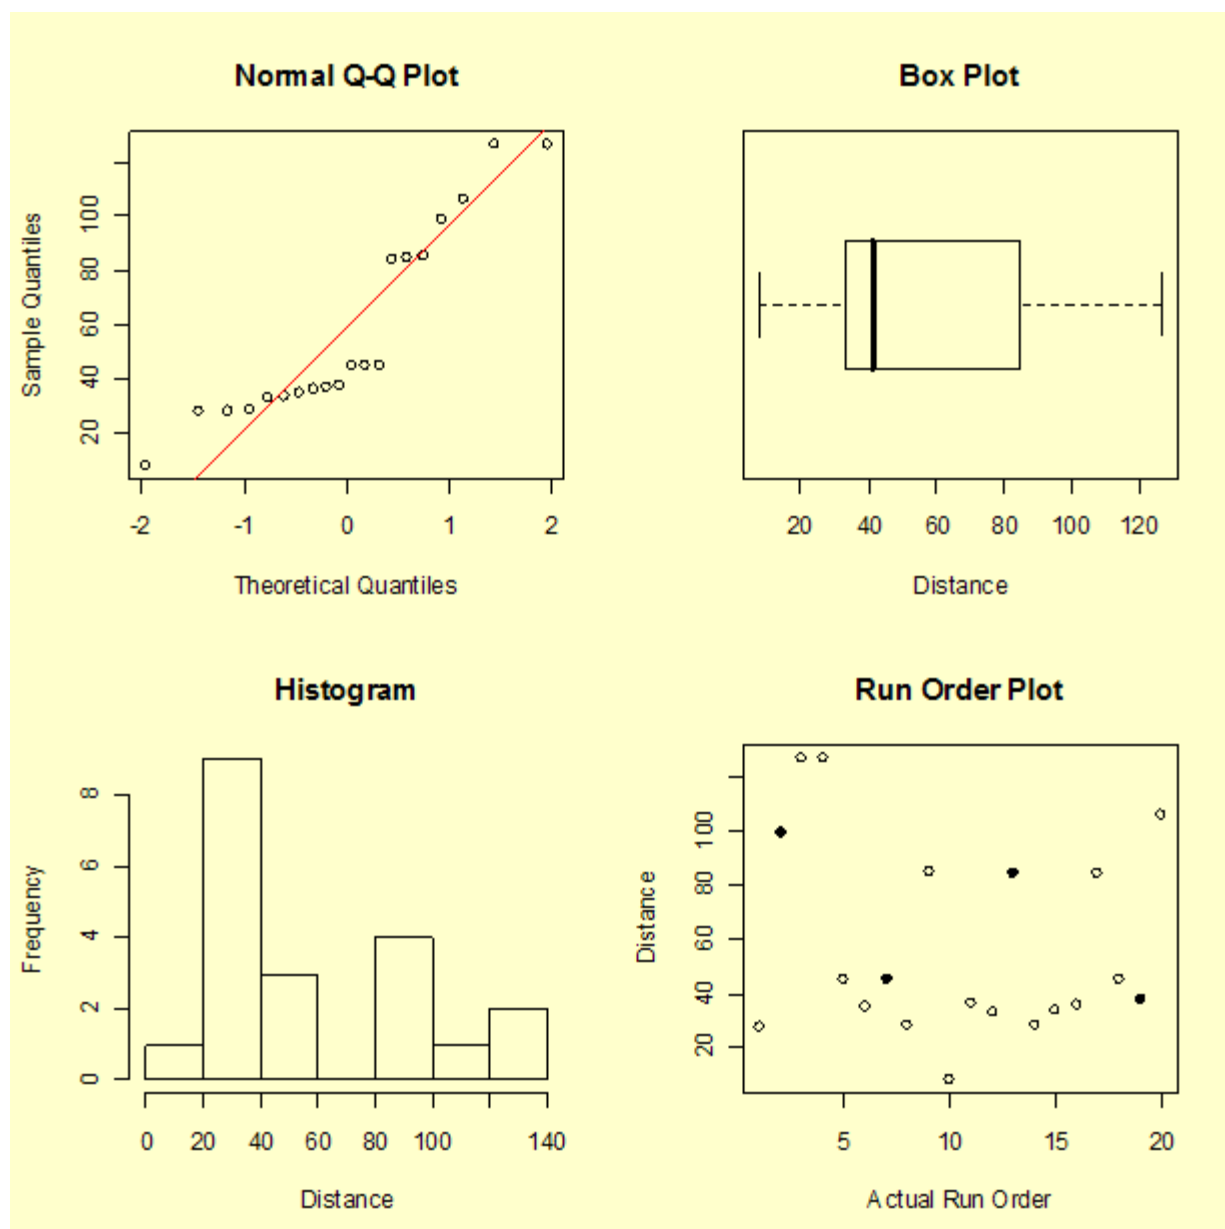 Normal Q-Q Plot
Sample Quantiles
100
80
60
40
20
-2 -1 0 1 2
Theoretical Quantiles
Box Plot
20 40 60 80 100 120
Distance
Histogram
Frequency
8
6
4
2
0
0 20 40 60 80 100 140
Distance
Run Order Plot
Distance
100
80
60
40
20
5 10 15 20
Actual Run Order